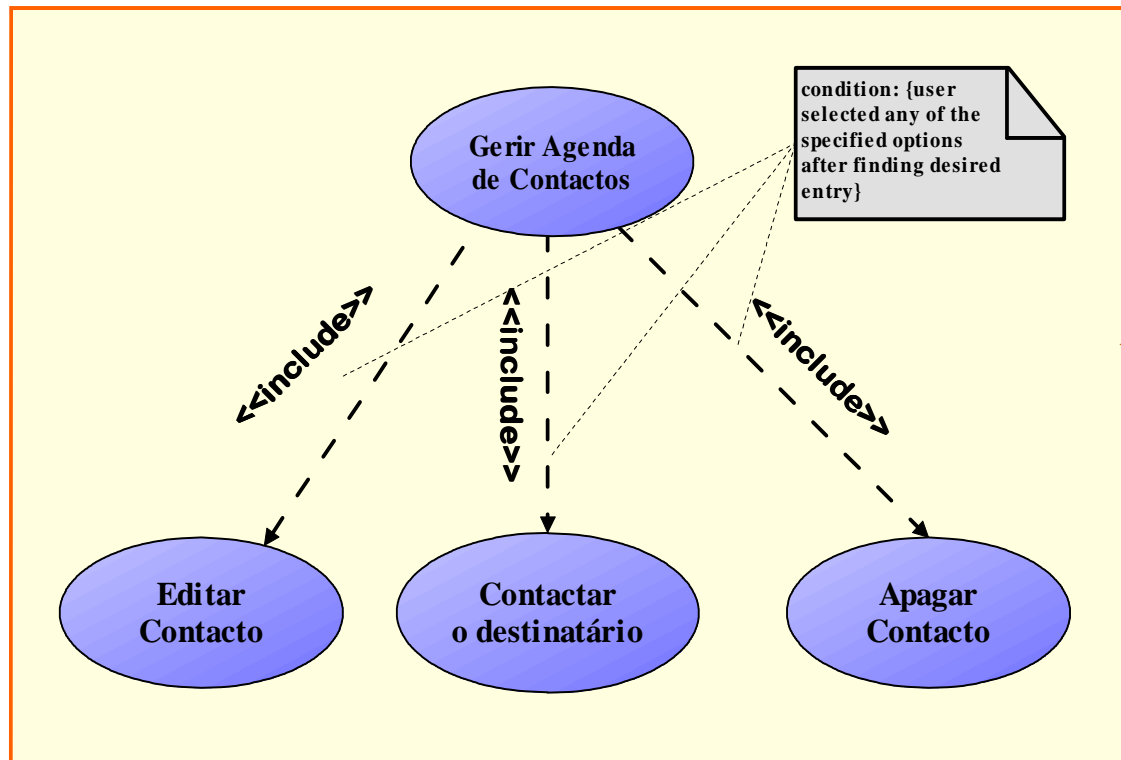 Gerir Agenda
de Contactos
condition: {user
selected any of the
specified options
after finding desired
entry}
<<include>>
<<include>>
<<include>>
Editar
Contacto
Contactar
o destinatário
Apagar
Contacto